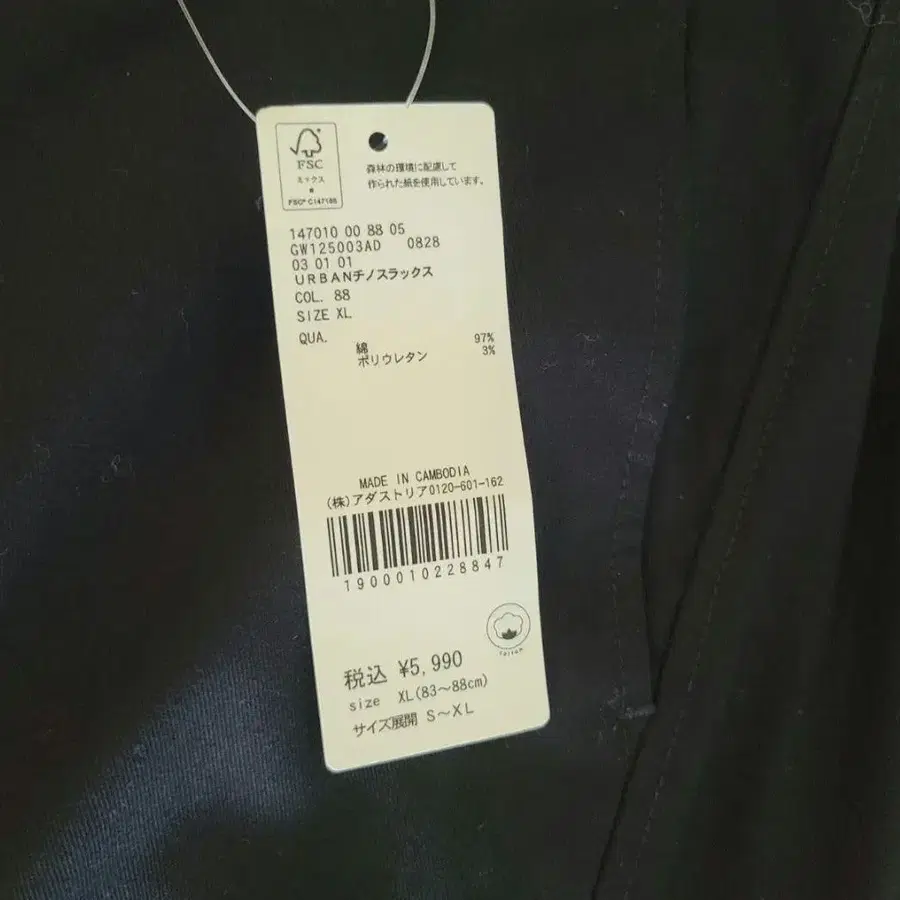 FSC
ミックス
FSC® C147186
森林の環境に配慮して
作られた紙を使用しています。
147010 00 88 05
GW125003AD 0828
03 01 01
URBANチノスラックス
COL. 88
SIZE XL
QUA.
綿 97%
ポリウレタン 3%
MADE IN CAMBODIA
(株)アダストリア0120-601-162
1900010228847
cotton
税込 ¥5,990
size XL(83～88cm)
サイズ展開 S～XL